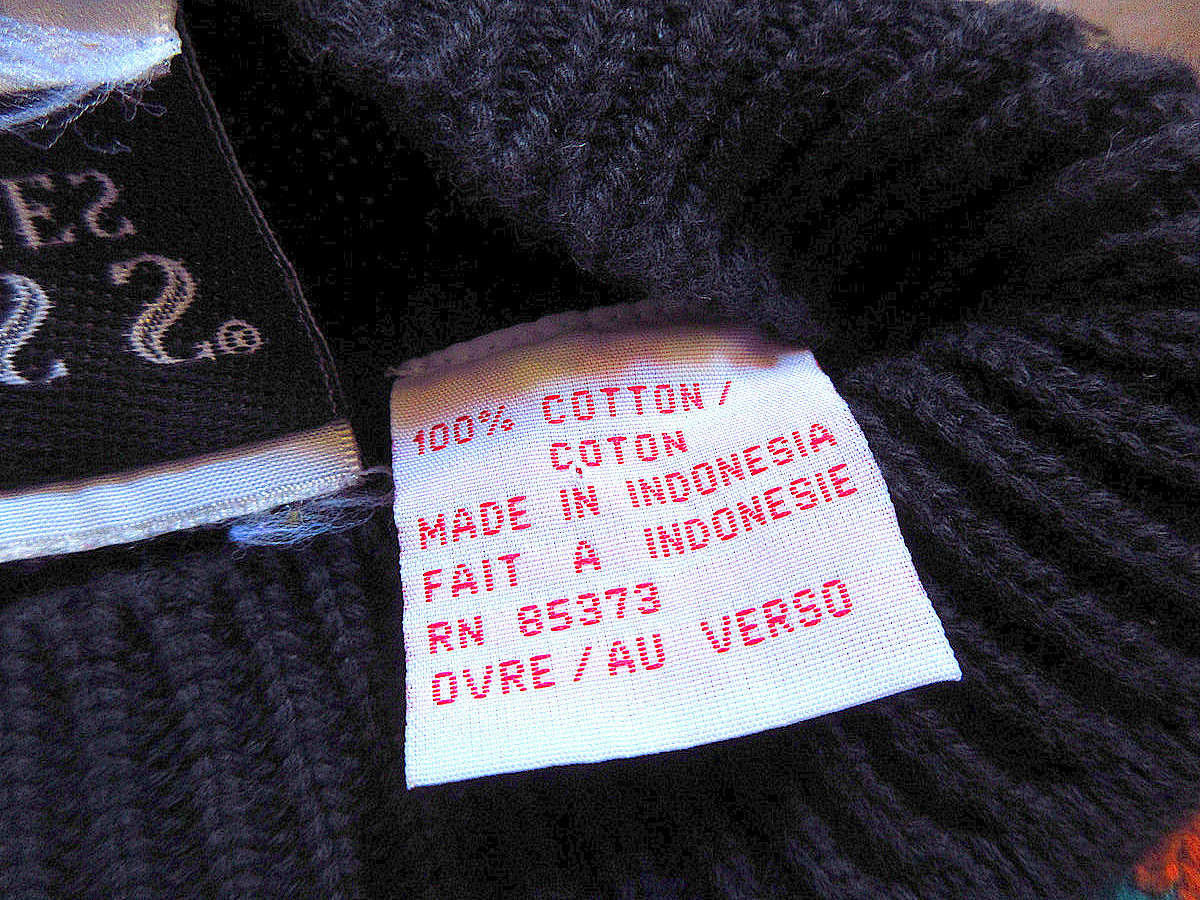 100% COTTON/
COTON
MADE IN INDONESIA
FAIT A INDONESIE
RN 85373
OVRE/AU VERSO